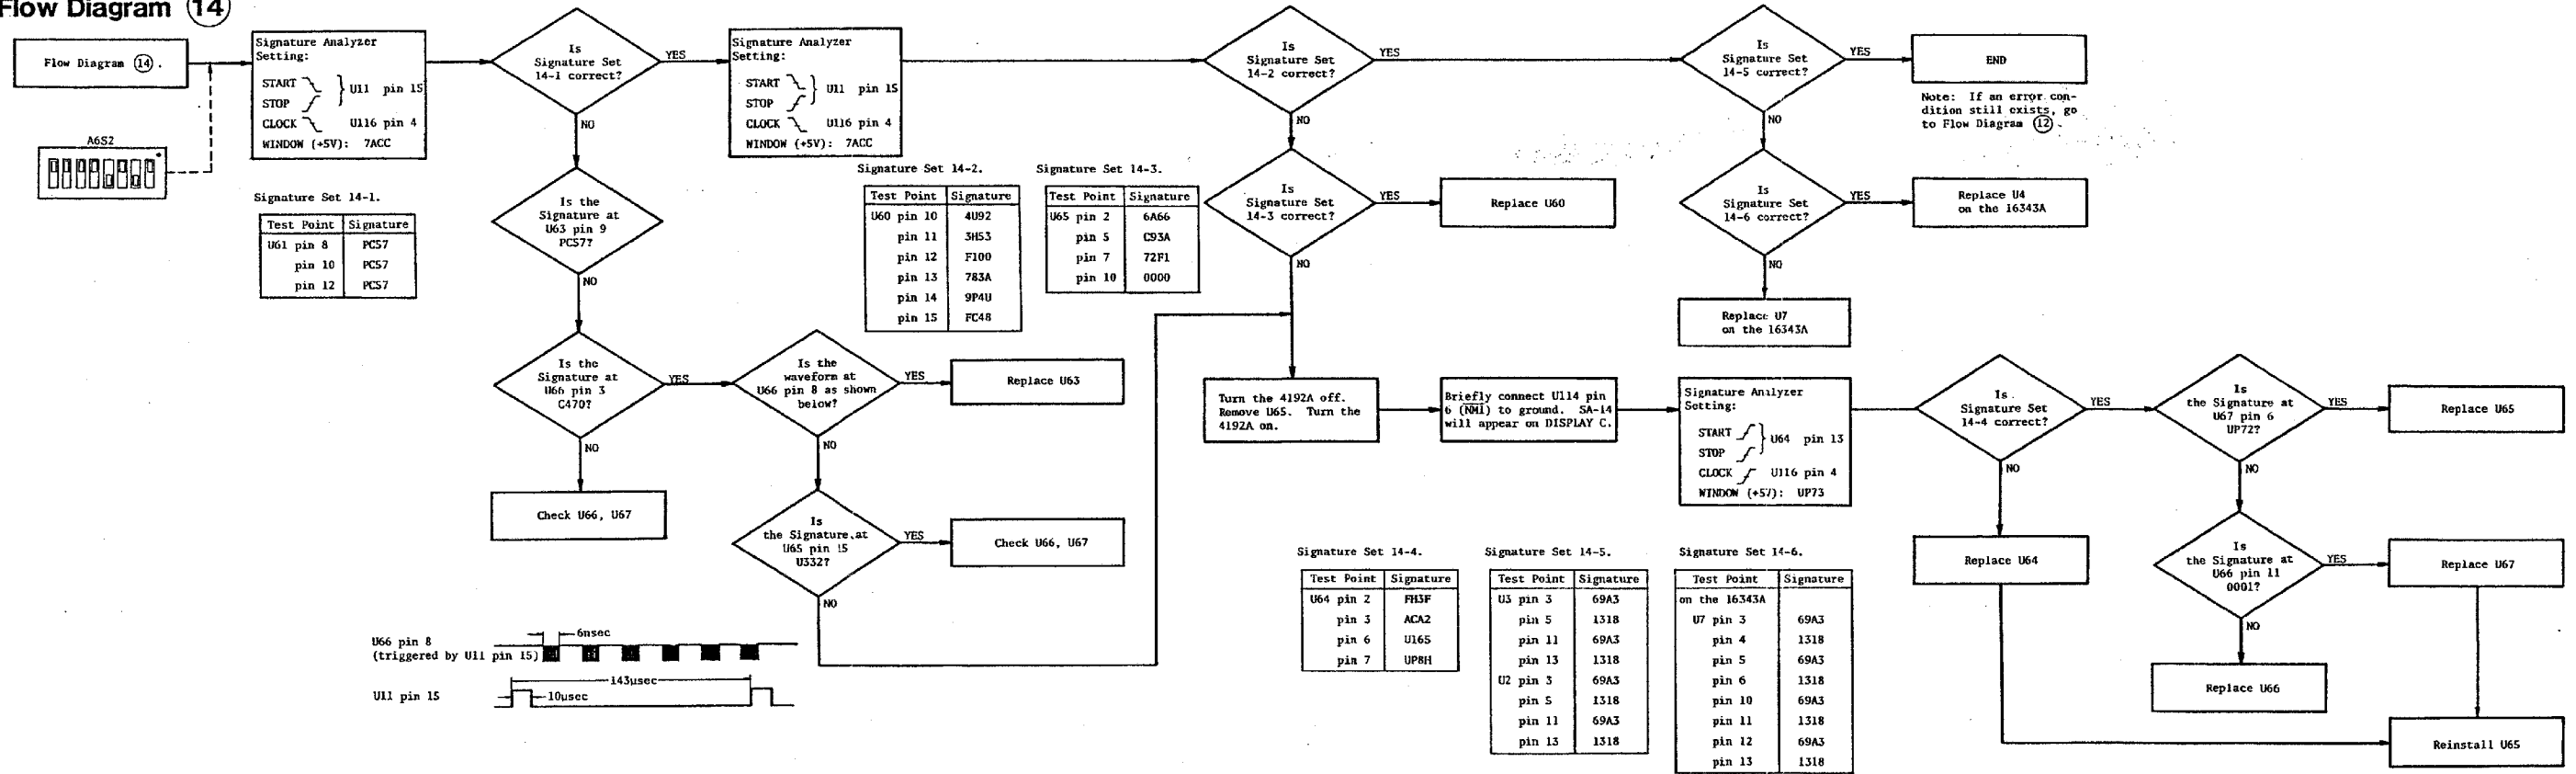 Flow Diagram 14
Flow Diagram 14.
A6S2
Signature Analyzer
Setting:
START
STOP
U11 pin 15
CLOCK U116 pin 4
WINDOW (+5V): 7ACC
Signature Set 14-1.
Test Point Signature
U61 pin 8 PC57
pin 10 PC57
pin 12 PC57
Is
Signature Set
14-1 correct?
YES
NO
Is the
Signature at
U63 pin 9
PC57?
NO
Is the
Signature at
U66 pin 3
C470?
YES
NO
Check U66, U67
Is the
waveform at
U66 pin 8 as shown
below?
YES
NO
Replace U63
Is
the Signature at
U65 pin 15
U332?
YES
NO
Check U66, U67
U66 pin 8
(triggered by U11 pin 15)
6nsec
143µsec
U11 pin 15
10µsec
Signature Analyzer
Setting:
START
STOP
U11 pin 15
CLOCK U116 pin 4
WINDOW (+5V): 7ACC
Signature Set 14-2.
Test Point Signature
U60 pin 10 4U92
pin 11 3H53
pin 12 F100
pin 13 783A
pin 14 9P4U
pin 15 FC48
Signature Set 14-3.
Test Point Signature
U65 pin 2 6A66
pin 5 C93A
pin 7 72F1
pin 10 0000
Is
Signature Set
14-2 correct?
YES
NO
Is
Signature Set
14-3 correct?
YES
NO
Replace U60
Turn the 4192A off.
Remove U65. Turn the
4192A on.
Briefly connect U114 pin
6 (NMI) to ground. SA-14
will appear on DISPLAY C.
Signature Analyzer
Setting:
START
STOP
U64 pin 13
CLOCK U116 pin 4
WINDOW (+5V): UP73
Is
Signature Set
14-5 correct?
YES
NO
END
Note: If an error con-
dition still exists, go
to Flow Diagram 12.
Is
Signature Set
14-6 correct?
YES
NO
Replace U4
on the 16343A
Replace U7
on the 16343A
Is
Signature Set
14-4 correct?
YES
NO
Replace U64
Is
the Signature at
U67 pin 6
UP72?
YES
NO
Replace U65
Is
the Signature at
U66 pin 11
0001?
YES
NO
Replace U67
Replace U66
Reinstall U65
Signature Set 14-4.
Test Point Signature
U64 pin 2 FH3F
pin 3 ACA2
pin 6 U165
pin 7 UP8H
Signature Set 14-5.
Test Point Signature
U3 pin 3 69A3
pin 5 1318
pin 11 69A3
pin 13 1318
U2 pin 3 69A3
pin 5 1318
pin 11 69A3
pin 13 1318
Signature Set 14-6.
Test Point Signature
on the 16343A
U7 pin 3 69A3
pin 4 1318
pin 5 69A3
pin 6 1318
pin 10 69A3
pin 11 1318
pin 12 69A3
pin 13 1318